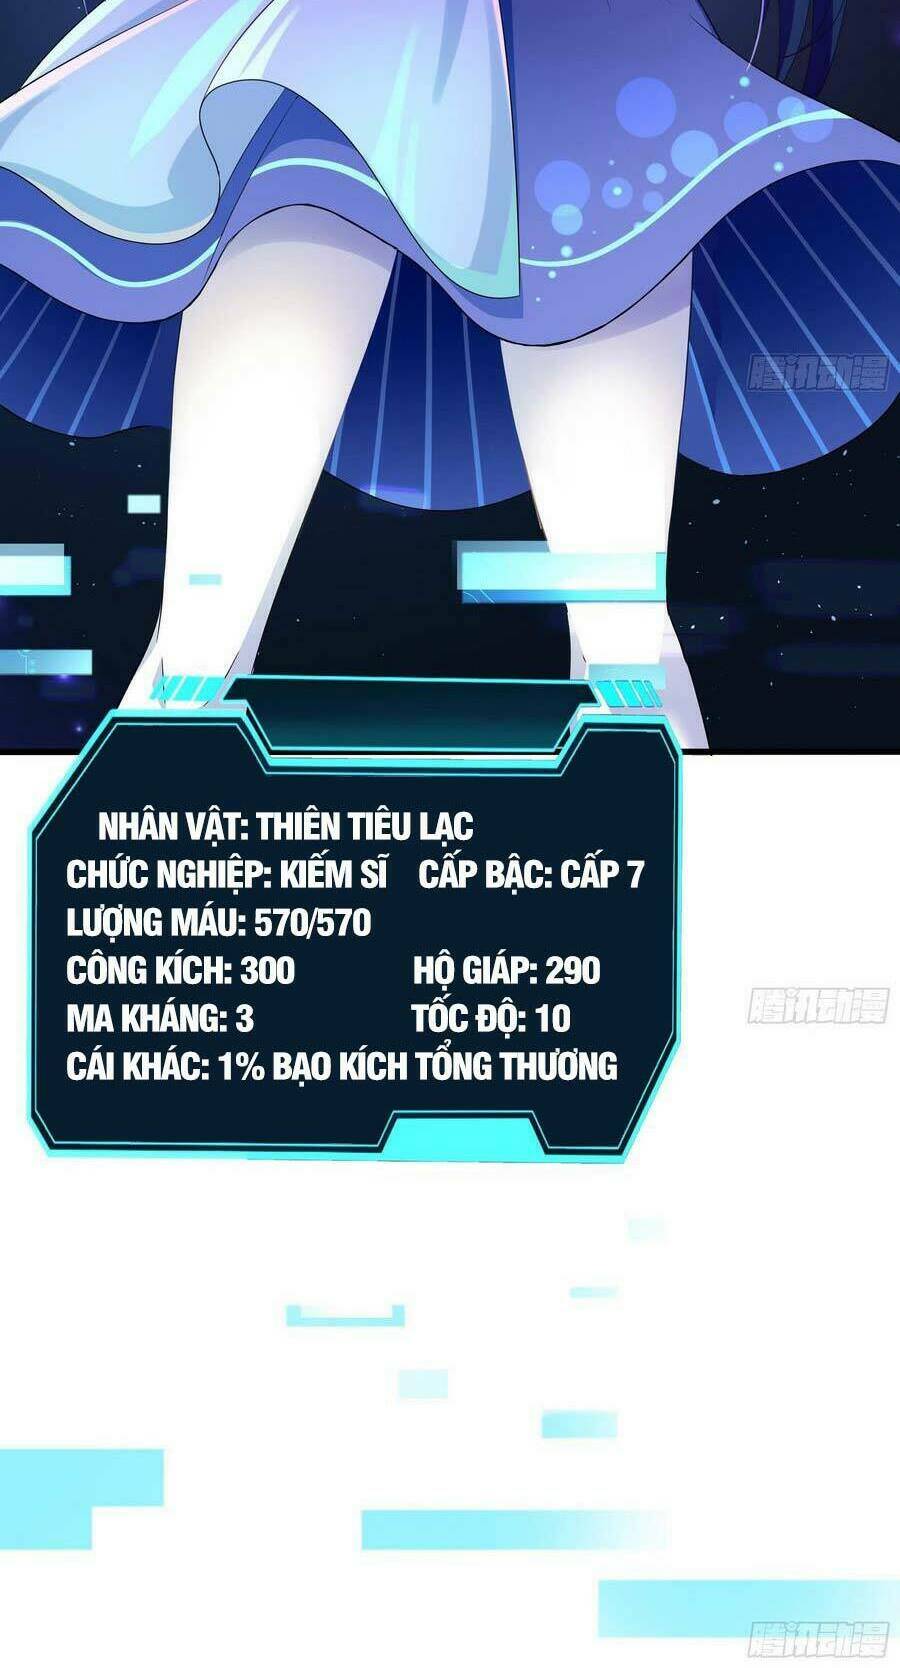 腾讯动漫
NHÂN VẬT: THIÊN TIÊU LẠC
CHỨC NGHIỆP: KIẾM SĨ CẤP BẬC: CẤP 7
LƯỢNG MÁU: 570/570
CÔNG KÍCH: 300 HỘ GIÁP: 290
腾讯动漫
MA KHÁNG: 3 TỐC ĐỘ: 10
CÁI KHÁC: 1% BẠO KÍCH TỔNG THƯƠNG
腾讯动漫